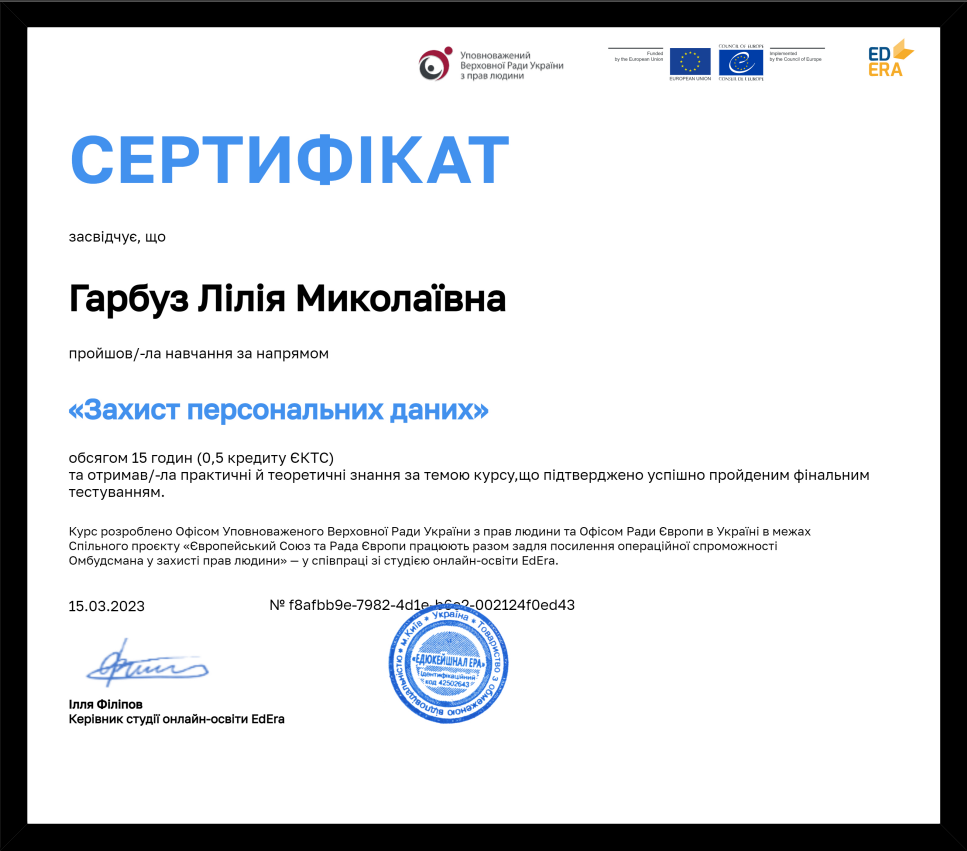 Уповноважений
Верховної Ради України
з прав людини
Funded
by the European Union
EUROPEAN UNION
COUNCIL OF EUROPE
CONSEIL DE L'EUROPE
Implemented
by the Council of Europe
ED
ERA
СЕРТИФІКАТ
засвідчує, що
Гарбуз Лілія Миколаївна
пройшов/-ла навчання за напрямом
«Захист персональних даних»
обсягом 15 годин (0,5 кредиту ЄКТС)
та отримав/-ла практичні й теоретичні знання за темою курсу,що підтверджено успішно пройденим фінальним
тестуванням.
Курс розроблено Офісом Уповноваженого Верховної Ради України з прав людини та Офісом Ради Європи в Україні в межах
Спільного проєкту «Європейський Союз та Рада Європи працюють разом задля посилення операційної спроможності
Омбудсмана у захисті прав людини» — у співпраці зі студією онлайн-освіти EdEra.
15.03.2023
№ f8afbb9e-7982-4d1e-b6e2-002124f0ed43
м.Київ * Україна * Товариство з обмеженою відповідальністю *
«ЕДЮКЕЙШНАЛ ЕРА»
Ідентифікаційний
код 42502643
Ілля Філіпов
Керівник студії онлайн-освіти EdEra